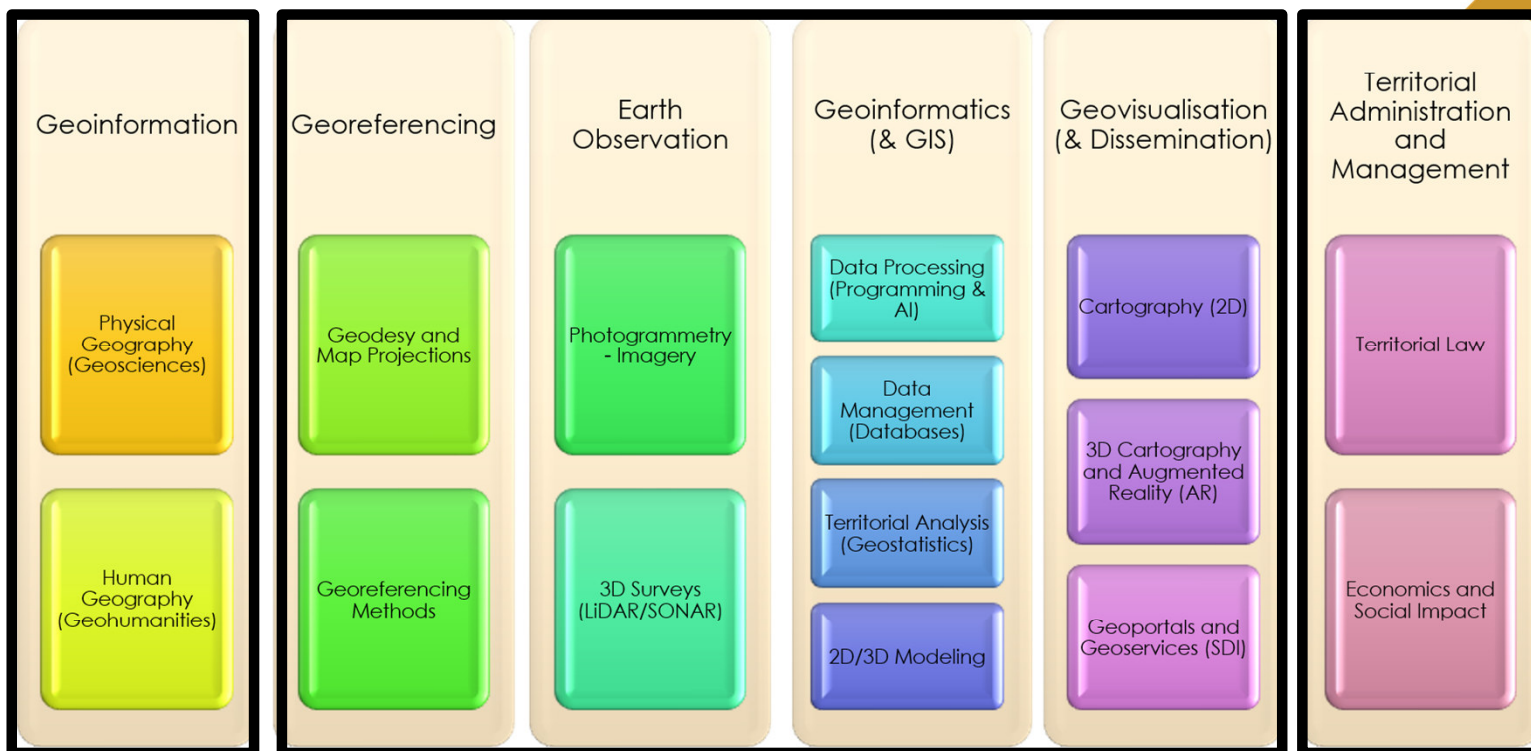 Geoinformation
Physical
Geography
(Geosciences)
Human
Geography
(Geohumanities)
Georeferencing
Geodesy and
Map Projections
Georeferencing
Methods
Earth
Observation
Photogrammetry
- Imagery
3D Surveys
(LiDAR/SONAR)
Geoinformatics
(& GIS)
Data Processing
(Programming &
AI)
Data
Management
(Databases)
Territorial Analysis
(Geostatistics)
2D/3D Modeling
Geovisualisation
(& Dissemination)
Cartography (2D)
3D Cartography
and Augmented
Reality (AR)
Geoportals and
Geoservices (SDI)
Territorial
Administration
and
Management
Territorial Law
Economics and
Social Impact